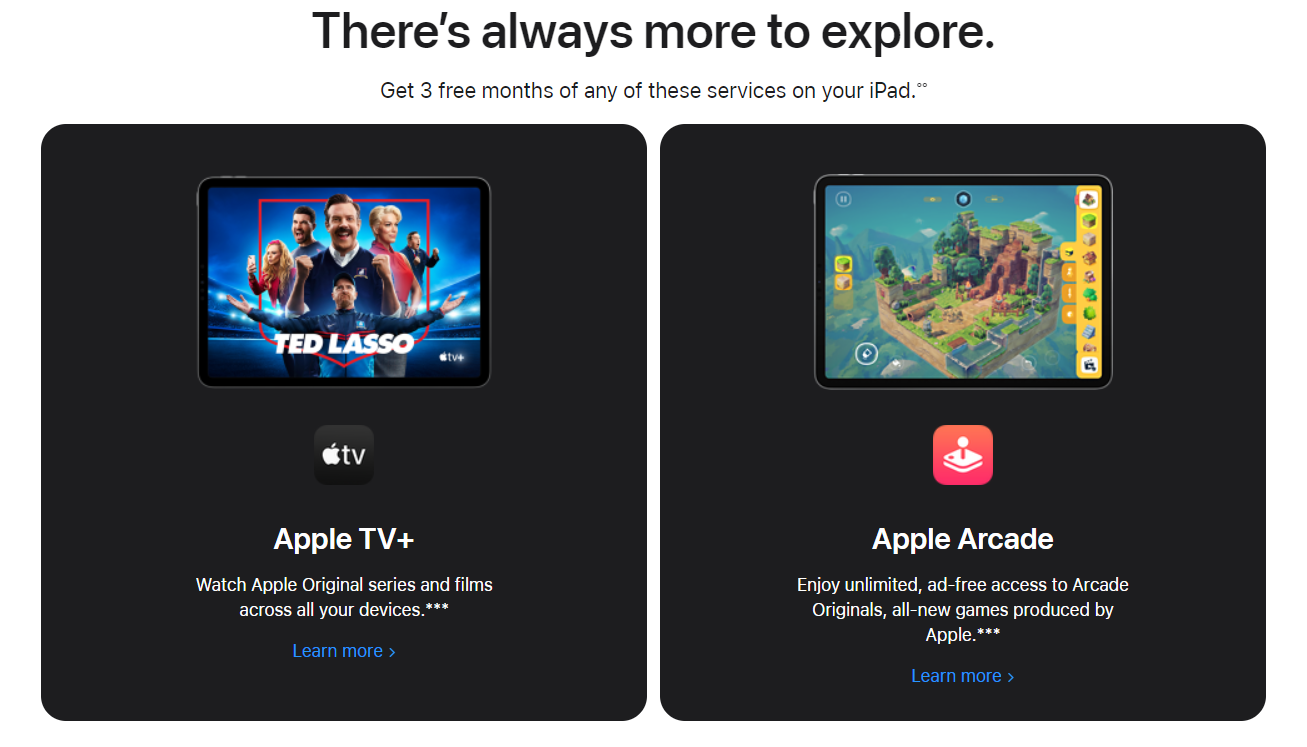 There’s always more to explore.
Get 3 free months of any of these services on your iPad.°°
TED LASSO
tv+
tv
Apple TV+
Watch Apple Original series and films
across all your devices.***
Learn more >
Apple Arcade
Enjoy unlimited, ad-free access to Arcade
Originals, all-new games produced by
Apple.***
Learn more >